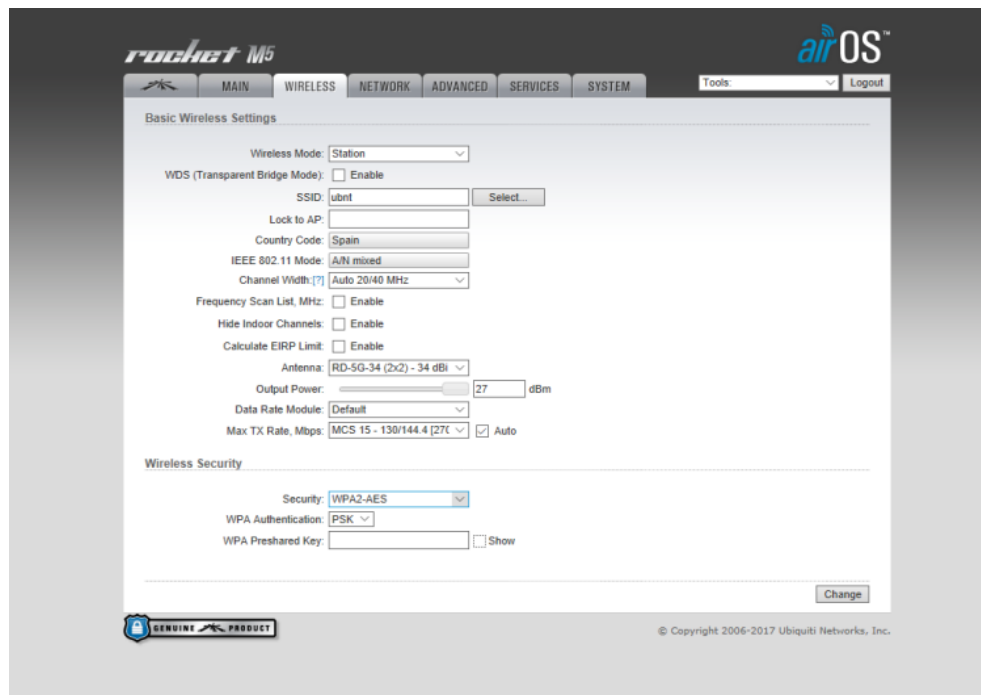 rocket M5
airOS™
MAIN WIRELESS NETWORK ADVANCED SERVICES SYSTEM Tools: Logout
Basic Wireless Settings
Wireless Mode: Station
WDS (Transparent Bridge Mode): Enable
SSID: ubnt Select...
Lock to AP:
Country Code: Spain
IEEE 802.11 Mode: A/N mixed
Channel Width:[?] Auto 20/40 MHz
Frequency Scan List, MHz: Enable
Hide Indoor Channels: Enable
Calculate EIRP Limit: Enable
Antenna: RD-5G-34 (2x2) - 34 dBi
Output Power: 27 dBm
Data Rate Module: Default
Max TX Rate, Mbps: MCS 15 - 130/144.4 [270 Auto
Wireless Security
Security: WPA2-AES
WPA Authentication: PSK
WPA Preshared Key: Show
Change
GENUINE PRODUCT
© Copyright 2006-2017 Ubiquiti Networks, Inc.